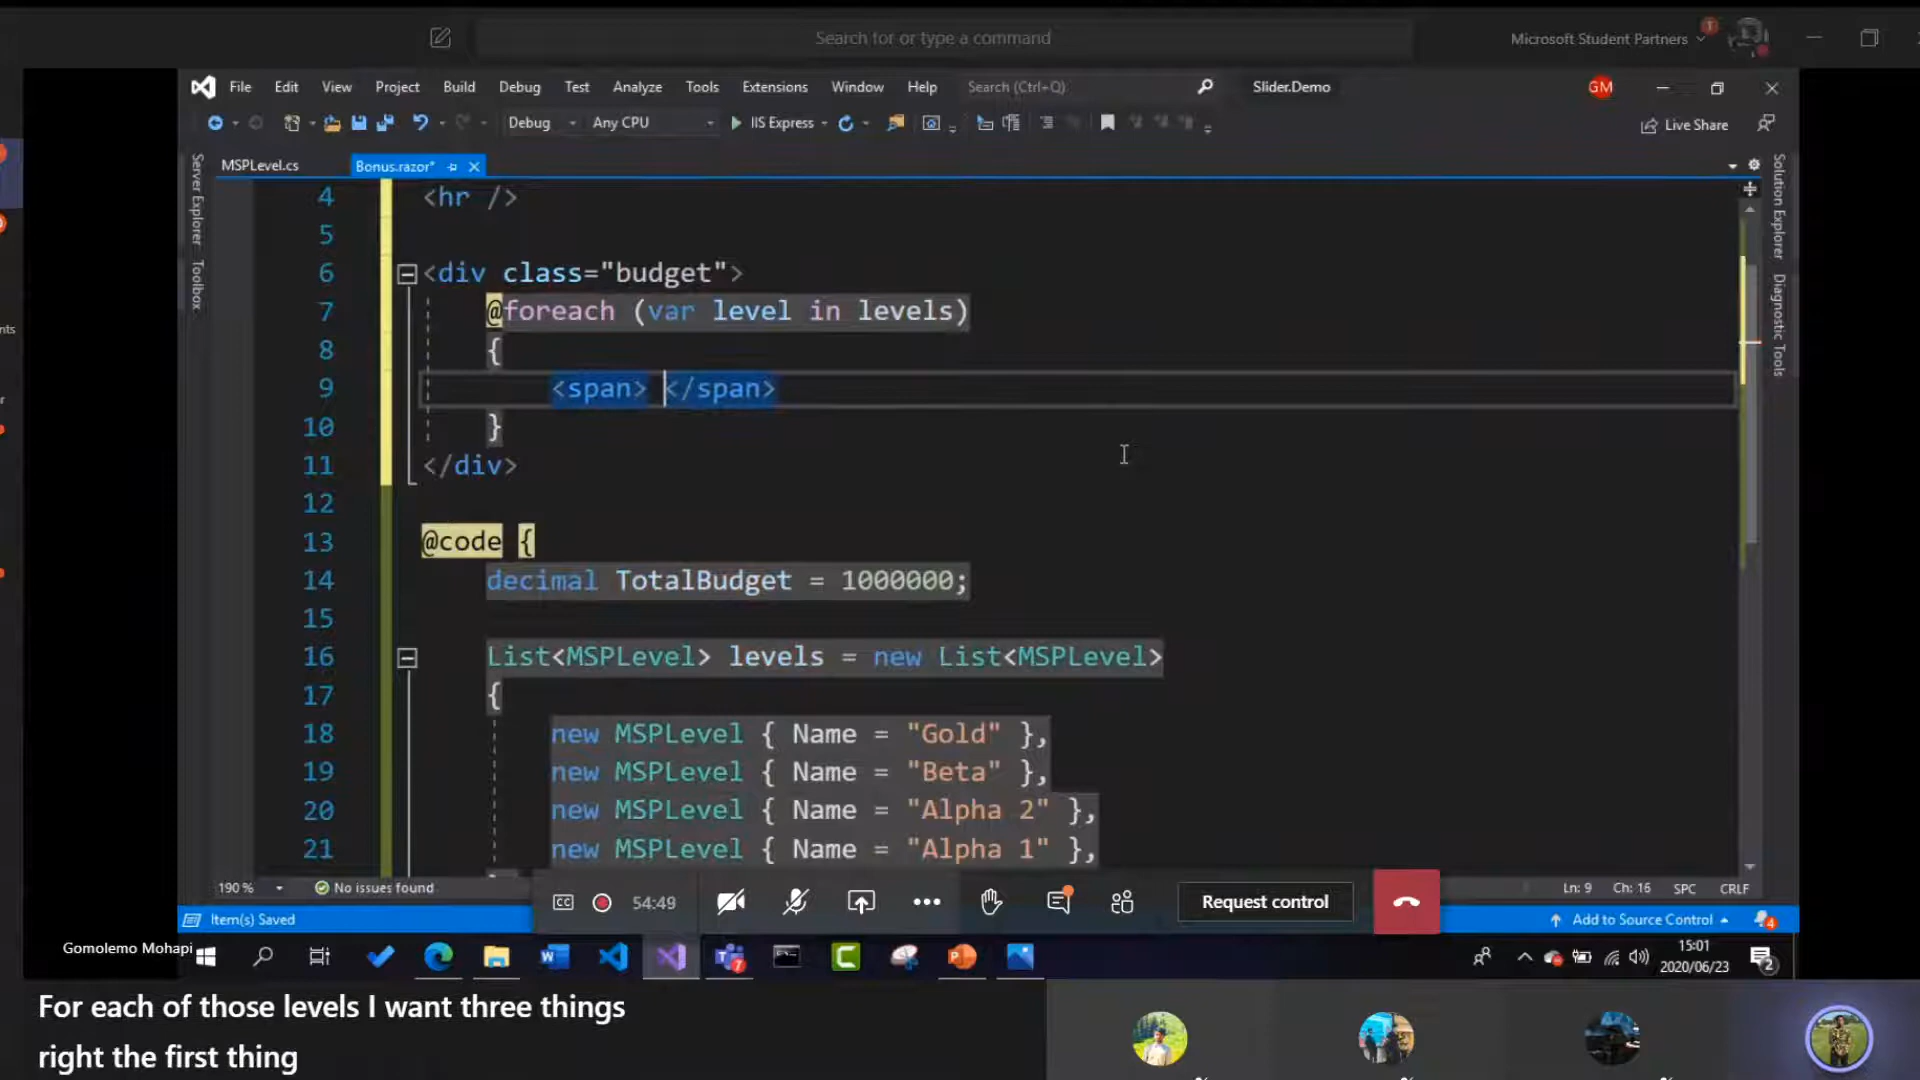 Search for or type a command
Microsoft Student Partners
T
File Edit View Project Build Debug Test Analyze Tools Extensions Window Help Search (Ctrl+Q) Slider.Demo GM
Debug Any CPU IIS Express Live Share
MSPLevel.cs Bonus.razor*
Server Explorer
Toolbox
Solution Explorer
Diagnostic Tools
4 <hr />
5
6 <div class="budget">
7 @foreach (var level in levels)
8 {
9 <span> </span>
10 }
11 </div>
12
13 @code {
14 decimal TotalBudget = 1000000;
15
16 List<MSPLevel> levels = new List<MSPLevel>
17 {
18 new MSPLevel { Name = "Gold" },
19 new MSPLevel { Name = "Beta" },
20 new MSPLevel { Name = "Alpha 2" },
21 new MSPLevel { Name = "Alpha 1" },
190 % No issues found
Ln: 9 Ch: 16 SPC CRLF
CC 54:49 Request control
Item(s) Saved
Add to Source Control 4
Gomolemo Mohapi
7
15:01
2020/06/23
2
For each of those levels I want three things
right the first thing